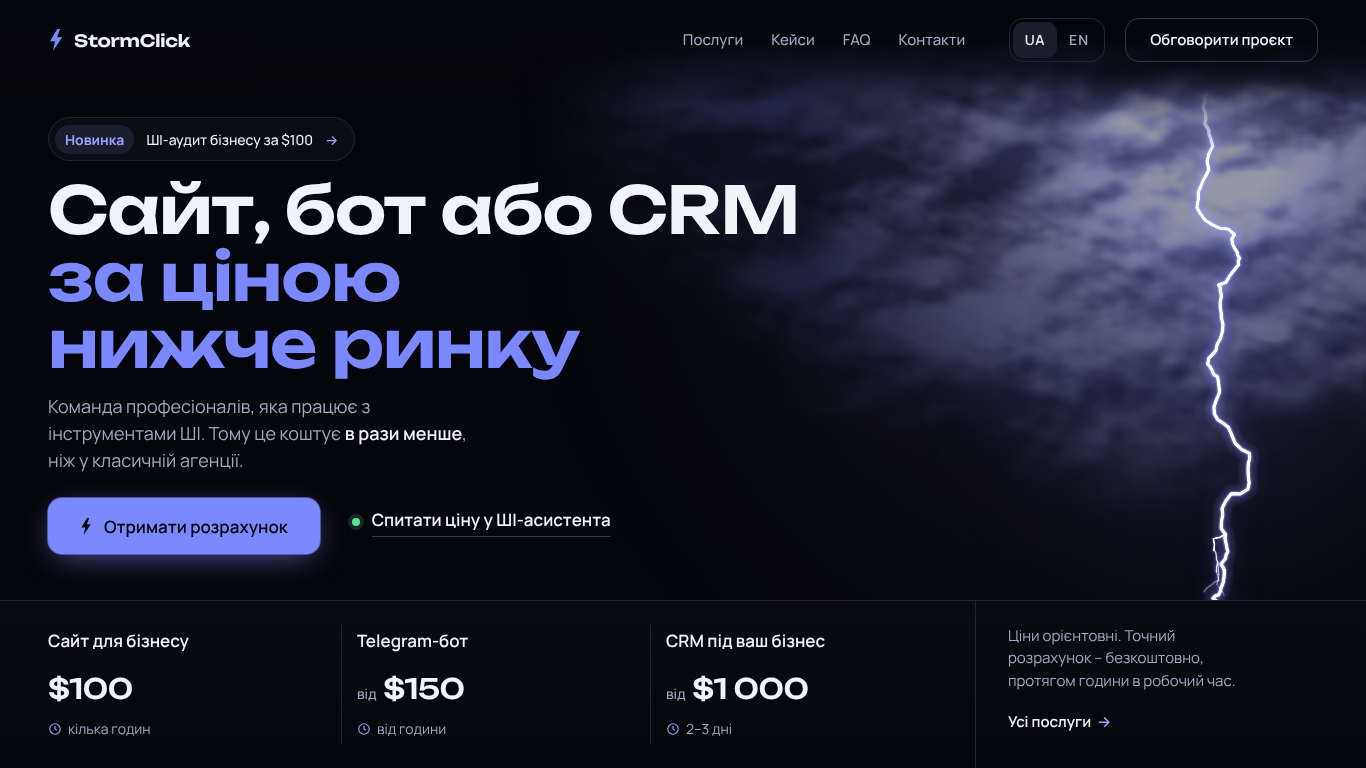 StormClick
Послуги
Кейси
FAQ
Контакти
UA
EN
Обговорити проєкт
Новинка
ШІ-аудит бізнесу за $100 →
Сайт, бот або CRM
за ціною
нижче ринку
Команда професіоналів, яка працює з
інструментами ШІ. Тому це коштує в рази менше,
ніж у класичній агенції.
Отримати розрахунок
Спитати ціну у ШІ-асистента
Сайт для бізнесу
$100
кілька годин
Telegram-бот
від $150
від години
CRM під ваш бізнес
від $1 000
2–3 дні
Ціни орієнтовні. Точний
розрахунок – безкоштовно,
протягом години в робочий час.
Усі послуги →